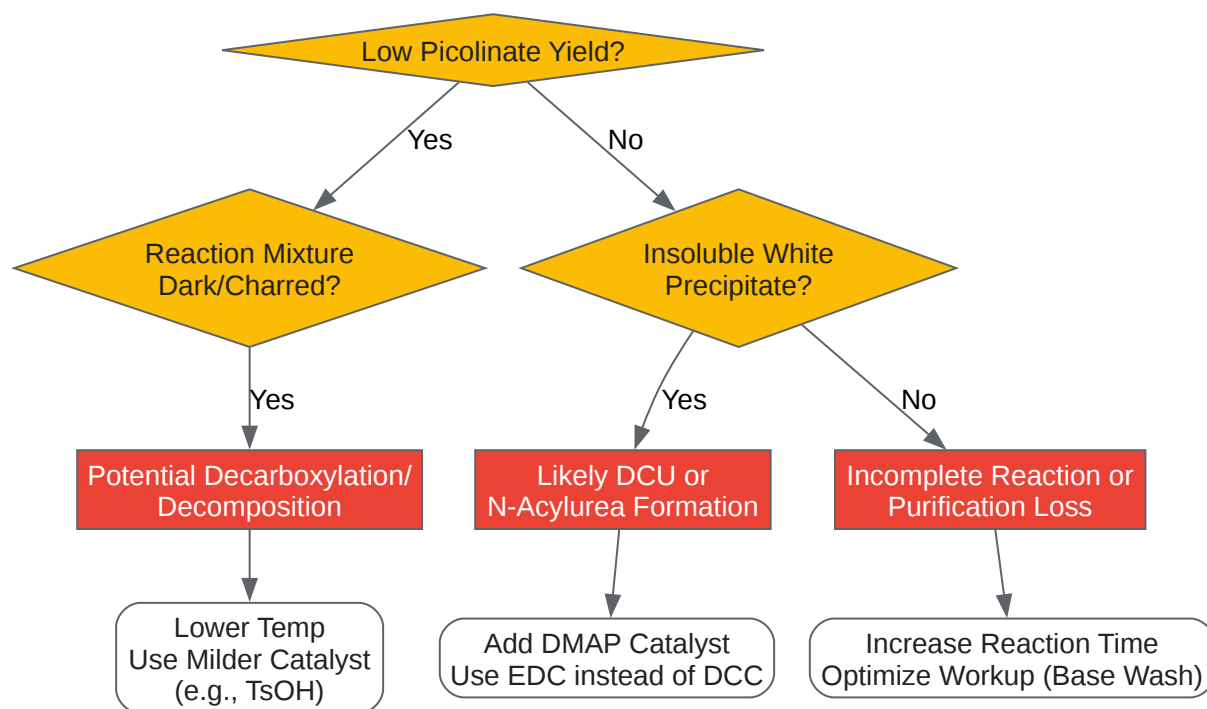 Low Picolinate Yield?
Yes
No
Reaction Mixture
Dark/Charred?
Insoluble White
Precipitate?
Yes
Yes
No
Potential Decarboxylation/
Decomposition
Likely DCU or
N-Acylurea Formation
Incomplete Reaction or
Purification Loss
Lower Temp
Use Milder Catalyst
(e.g., TsOH)
Add DMAP Catalyst
Use EDC instead of DCC
Increase Reaction Time
Optimize Workup (Base Wash)